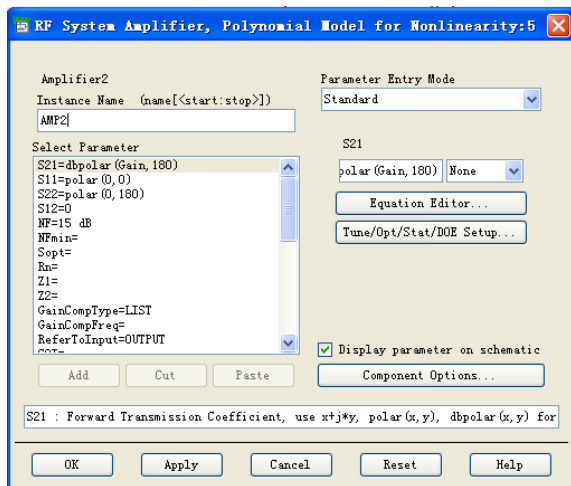 RF System Amplifier, Polynomial Model for Nonlinearity:5
Amplifier2
Instance Name (name[<start:stop>])
AMP2
Select Parameter
S21=dbpolar(Gain,180)
S11=polar(0,0)
S22=polar(0,180)
S12=0
NF=15 dB
NFmin=
Sopt=
Rn=
Z1=
Z2=
GainCompType=LIST
GainCompFreq=
ReferToInput=OUTPUT
Add
Cut
Paste
Parameter Entry Mode
Standard
S21
polar(Gain,180)
None
Equation Editor...
Tune/Opt/Stat/DOE Setup...
Display parameter on schematic
Component Options...
S21 : Forward Transmission Coefficient, use x+j*y, polar(x,y), dbpolar(x,y) for
OK
Apply
Cancel
Reset
Help